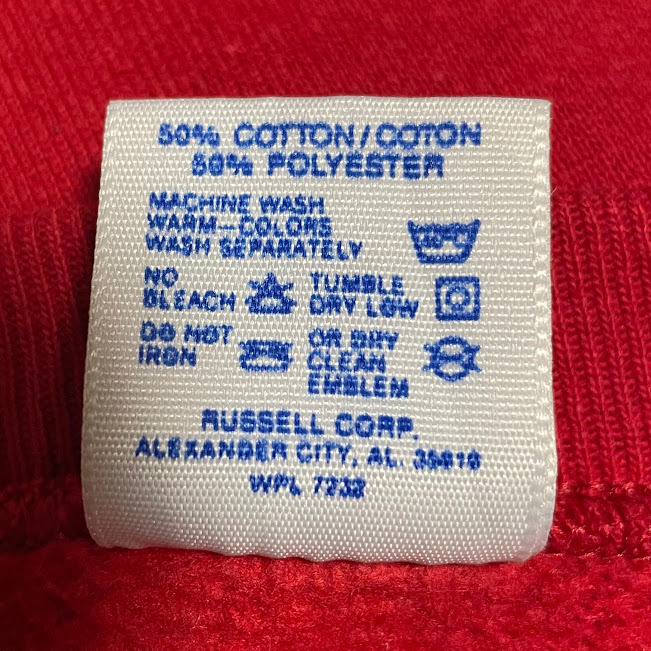 50% COTTON/COTON
50% POLYESTER
MACHINE WASH
WARM-COLORS
WASH SEPARATELY
NO
BLEACH
TUMBLE
DRY LOW
DO NOT
IRON
OR DRY
CLEAN
EMBLEM
RUSSELL CORP.
ALEXANDER CITY, AL. 35010
WPL 7232